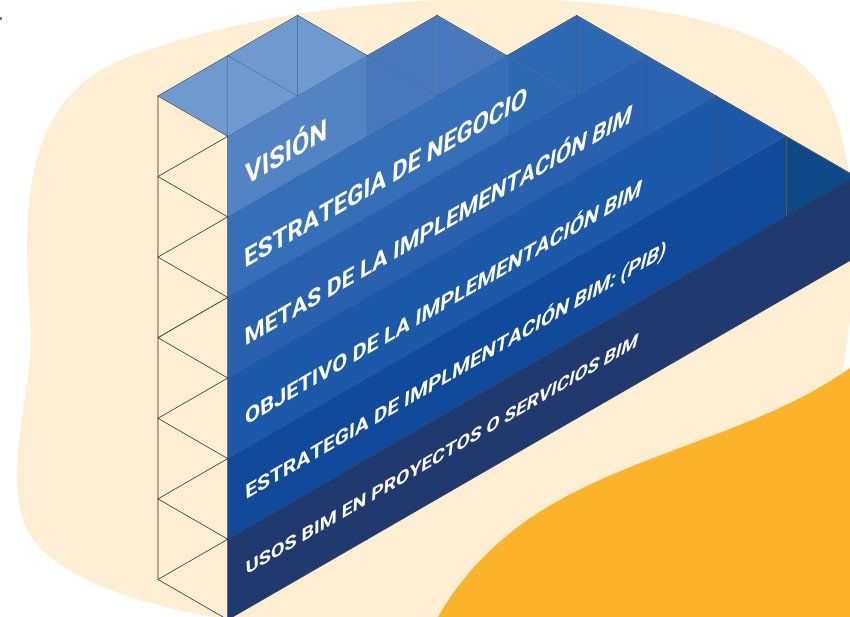 VISIÓN
ESTRATEGIA DE NEGOCIO
METAS DE LA IMPLEMENTACIÓN BIM
OBJETIVO DE LA IMPLEMENTACIÓN BIM
ESTRATEGIA DE IMPLMENTACIÓN BIM: (PIB)
USOS BIM EN PROYECTOS O SERVICIOS BIM